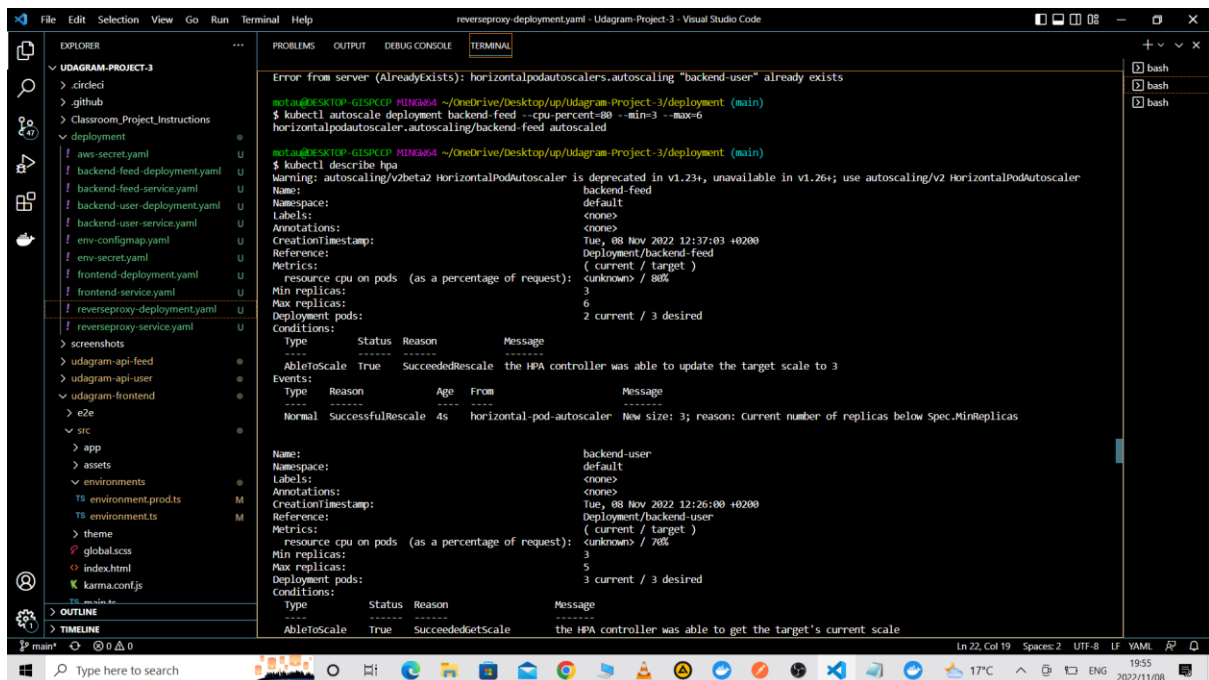 File Edit Selection View Go Run Terminal Help
reverseproxy-deployment.yaml - Udagram-Project-3 - Visual Studio Code
EXPLORER
UDAGRAM-PROJECT-3
.circleci
.github
Classroom_Project_Instructions
deployment
! aws-secret.yaml U
! backend-feed-deployment.yaml U
! backend-feed-service.yaml U
! backend-user-deployment.yaml U
! backend-user-service.yaml U
! env-configmap.yaml U
! env-secret.yaml U
! frontend-deployment.yaml U
! frontend-service.yaml U
! reverseproxy-deployment.yaml U
! reverseproxy-service.yaml U
screenshots
udagram-api-feed
udagram-api-user
udagram-frontend
e2e
src
app
assets
environments
TS environment.prod.ts M
TS environment.ts M
theme
global.scss
<> index.html
K karma.conf.js
TS main.ts
OUTLINE
TIMELINE
47
1
PROBLEMS OUTPUT DEBUG CONSOLE TERMINAL
bash
bash
bash
Error from server (AlreadyExists): horizontalpodautoscalers.autoscaling "backend-user" already exists
motau@DESKTOP-GISPCCP MINGW64 ~/OneDrive/Desktop/up/Udagram-Project-3/deployment (main)
$ kubectl autoscale deployment backend-feed --cpu-percent=80 --min=3 --max=6
horizontalpodautoscaler.autoscaling/backend-feed autoscaled
motau@DESKTOP-GISPCCP MINGW64 ~/OneDrive/Desktop/up/Udagram-Project-3/deployment (main)
$ kubectl describe hpa
Warning: autoscaling/v2beta2 HorizontalPodAutoscaler is deprecated in v1.23+, unavailable in v1.26+; use autoscaling/v2 HorizontalPodAutoscaler
Name: backend-feed
Namespace: default
Labels: <none>
Annotations: <none>
CreationTimestamp: Tue, 08 Nov 2022 12:37:03 +0200
Reference: Deployment/backend-feed
Metrics: ( current / target )
resource cpu on pods (as a percentage of request): <unknown> / 80%
Min replicas: 3
Max replicas: 6
Deployment pods: 2 current / 3 desired
Conditions:
Type Status Reason Message
---- ------ ------ -------
AbleToScale True SucceededRescale the HPA controller was able to update the target scale to 3
Events:
Type Reason Age From Message
---- ------ ---- ---- -------
Normal SuccessfulRescale 4s horizontal-pod-autoscaler New size: 3; reason: Current number of replicas below Spec.MinReplicas
Name: backend-user
Namespace: default
Labels: <none>
Annotations: <none>
CreationTimestamp: Tue, 08 Nov 2022 12:26:00 +0200
Reference: Deployment/backend-user
Metrics: ( current / target )
resource cpu on pods (as a percentage of request): <unknown> / 70%
Min replicas: 3
Max replicas: 5
Deployment pods: 3 current / 3 desired
Conditions:
Type Status Reason Message
---- ------ ------ -------
AbleToScale True SucceededGetScale the HPA controller was able to get the target's current scale
main* 0 0 Ln 22, Col 19 Spaces: 2 UTF-8 LF YAML
Type here to search
17°C ENG 19:55
2022/11/08